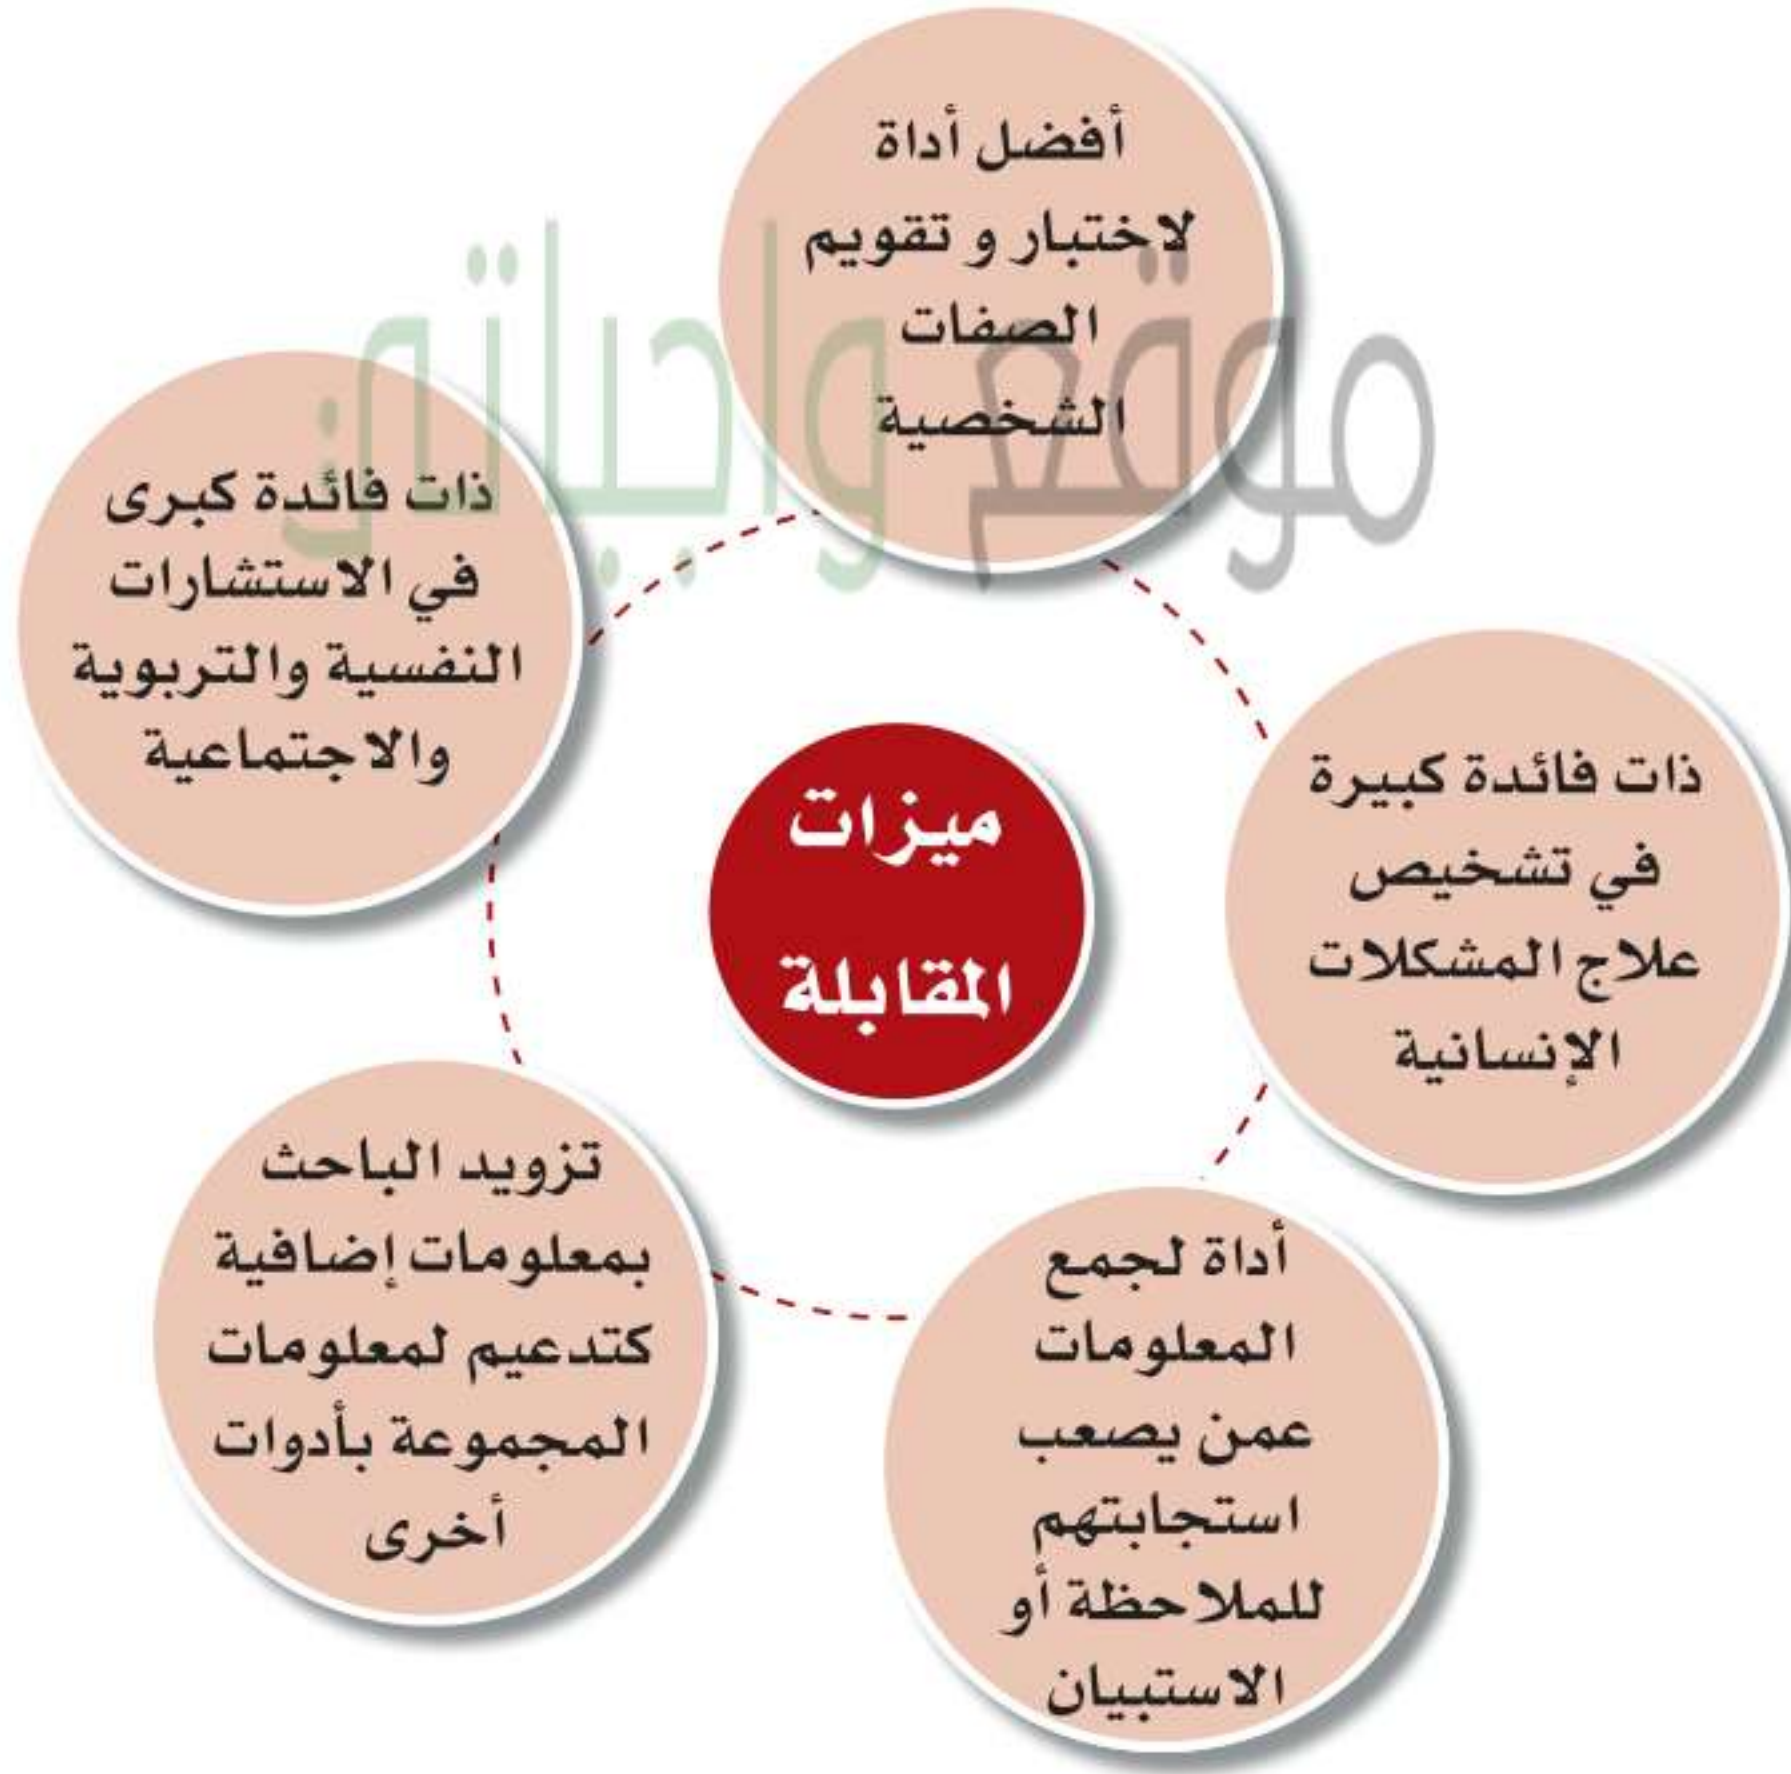 أفضل أداة
لاختبار و تقويم
الصفات
الشخصية
موقع واجباتي
ذات فائدة كبيرة
في تشخيص
علاج المشكلات
الإنسانية
أداة لجمع
المعلومات
عمن يصعب
استجابتهم
للملاحظة أو
الاستبيان
تزويد الباحث
بمعلومات إضافية
كتدعيم لمعلومات
المجموعة بأدوات
أخرى
ذات فائدة كبرى
في الاستشارات
النفسية والتربوية
والاجتماعية
ميزات
المقابلة